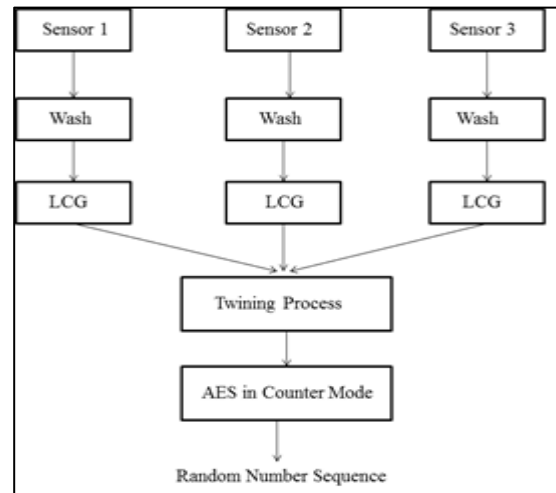 Sensor 1
Sensor 2
Sensor 3
Wash
Wash
Wash
LCG
LCG
LCG
Twining Process
AES in Counter Mode
Random Number Sequence